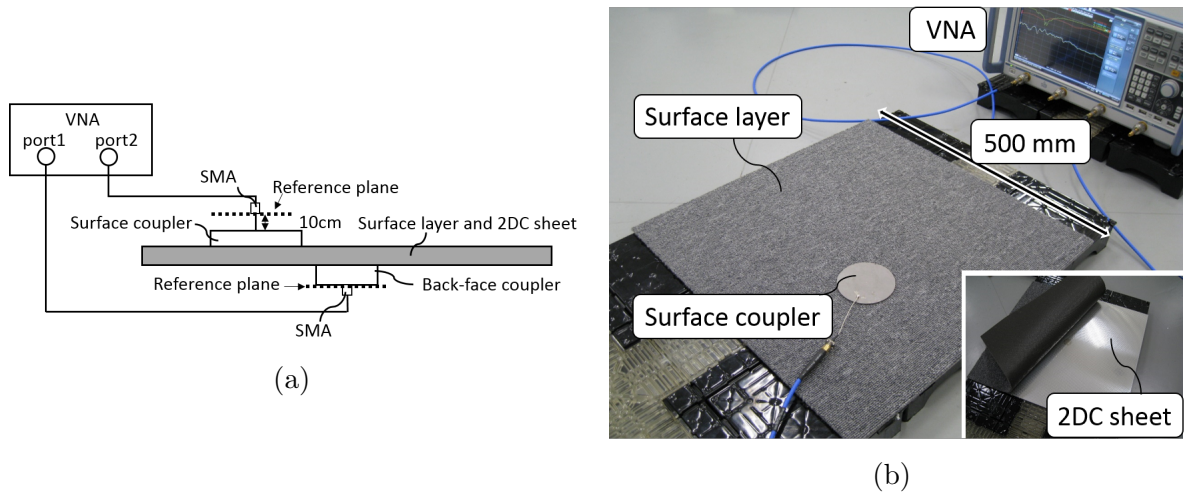 VNA
port1 port2
SMA
Reference plane
10cm
Surface coupler
Surface layer and 2DC sheet
Reference plane
Back-face coupler
SMA
(a)
VNA
Surface layer
500 mm
Surface coupler
2DC sheet
(b)